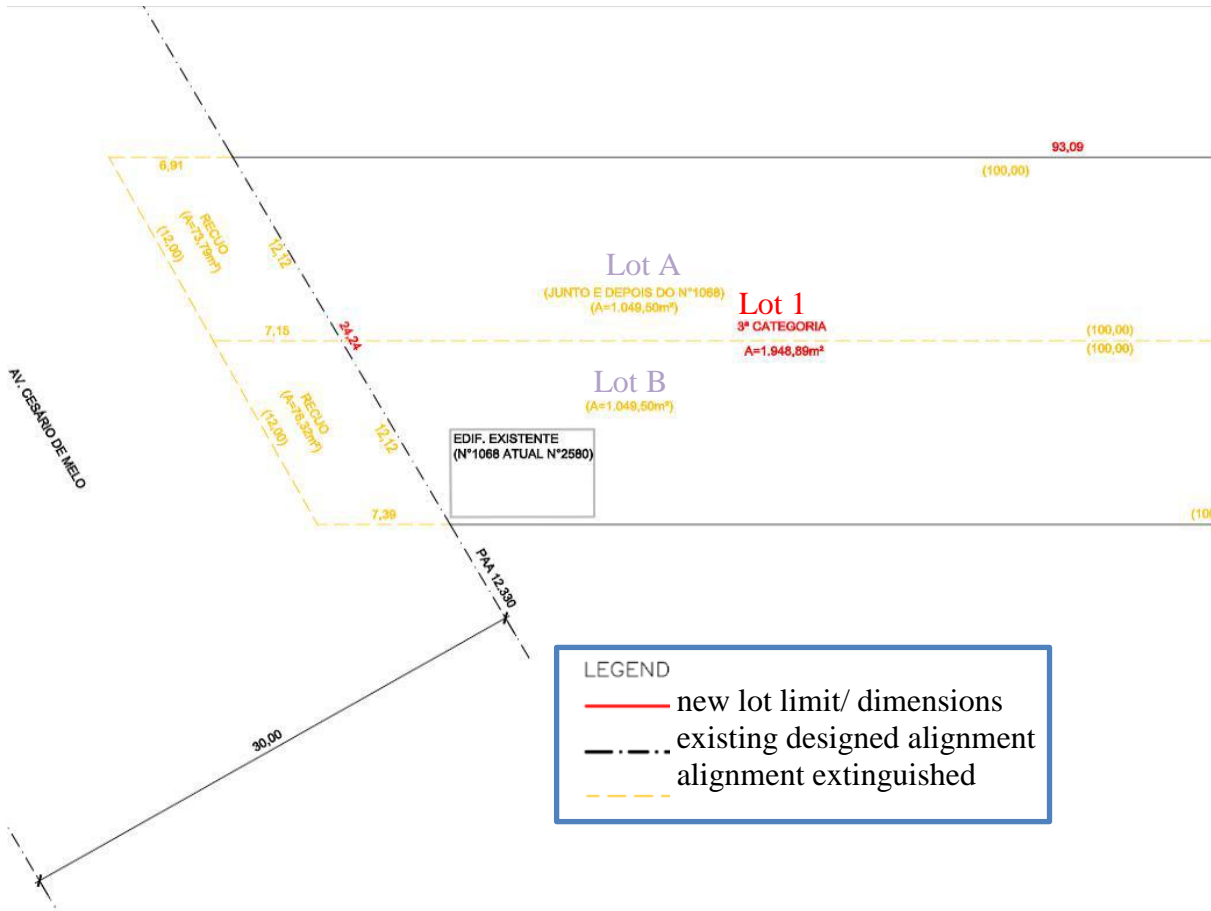 93,09
6,91
(100,00)
RECUO
(A=73,79m²)
(12,00)
12,12
Lot A
(JUNTO E DEPOIS DO N°1068)
(A=1.049,50m²)
Lot 1
3ª CATEGORIA
A=1.948,89m²
7,15
24,24
(100,00)
(100,00)
AV. CESÁRIO DE MELO
Lot B
(A=1.049,50m²)
RECUO
(A=76,32m²)
(12,00)
12,12
EDIF. EXISTENTE
(N°1068 ATUAL N°2580)
7,39
(100
PAA 12.330
30,00
LEGEND
new lot limit/ dimensions
existing designed alignment
alignment extinguished